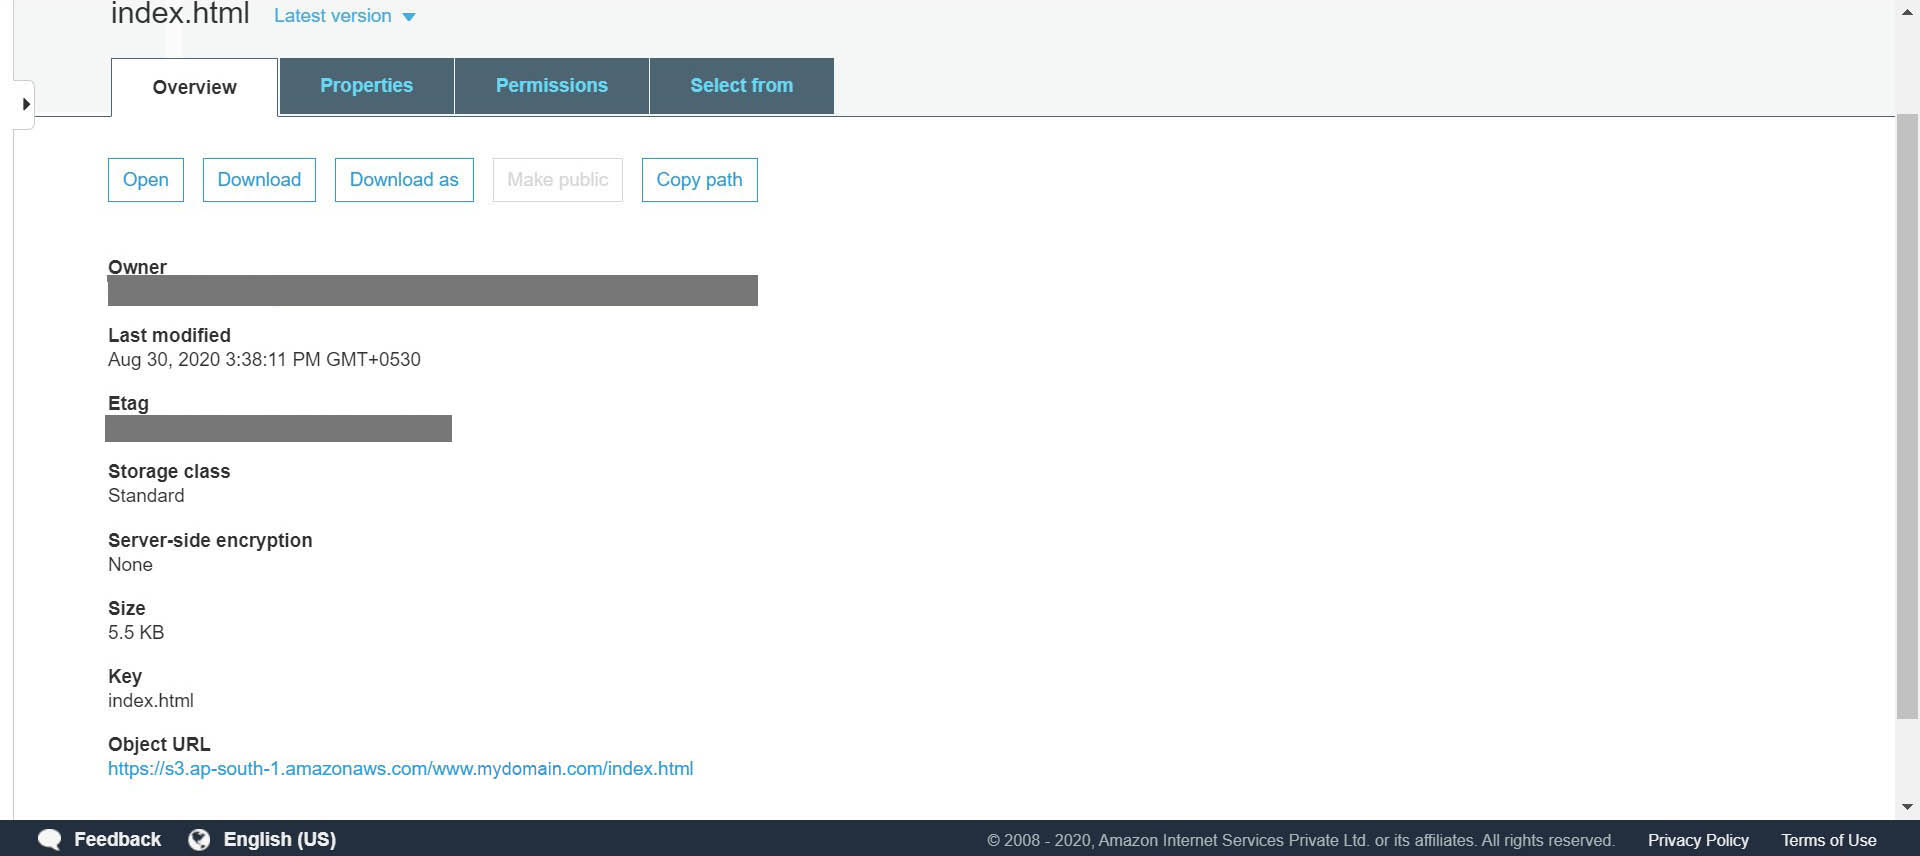 index.html Latest version
Overview Properties Permissions Select from
Open Download Download as Make public Copy path
Owner
Last modified
Aug 30, 2020 3:38:11 PM GMT+0530
Etag
Storage class
Standard
Server-side encryption
None
Size
5.5 KB
Key
index.html
Object URL
https://s3.ap-south-1.amazonaws.com/www.mydomain.com/index.html
Feedback English (US) © 2008 - 2020, Amazon Internet Services Private Ltd. or its affiliates. All rights reserved. Privacy Policy Terms of Use